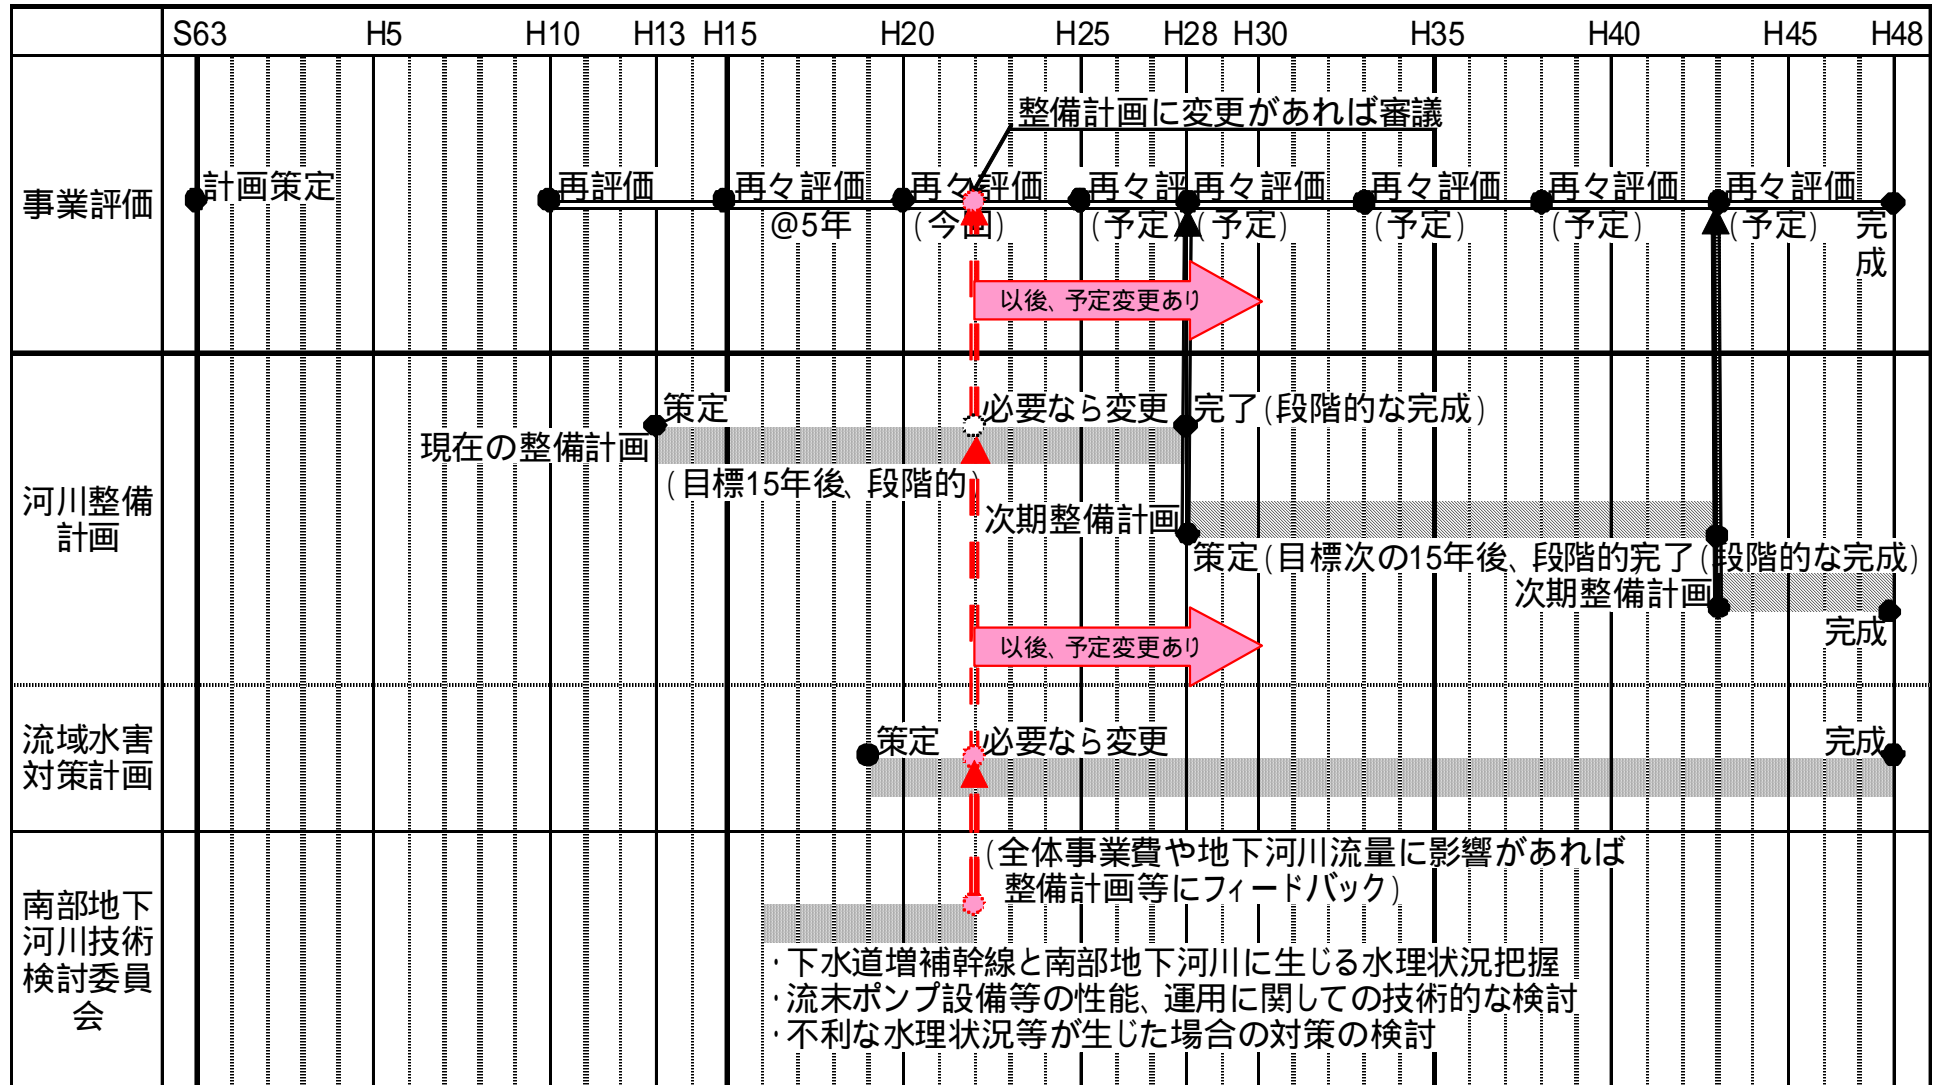 S63 H5 H10 H13 H15 H20 H25 H28 H30 H35 H40 H45 H48
整備計画に変更があれば審議
事業評価
計画策定
再評価
再々評価
@5年
再々評価
(今回)
再々評
(予定)
再々評価
(予定)
再々評価
(予定)
再々評価
(予定)
再々評価
(予定)
完
成
以後、予定変更あり
河川整備
計画
策定
現在の整備計画
(目標15年後、段階的)
必要なら変更
完了(段階的な完成)
次期整備計画
策定(目標次の15年後、段階的
完了(段階的な完成)
次期整備計画
完成
以後、予定変更あり
流域水害
対策計画
策定
必要なら変更
完成
南部地下
河川技術
検討委員
会
(全体事業費や地下河川流量に影響があれば
整備計画等にフィードバック)
・下水道増補幹線と南部地下河川に生じる水理状況把握
・流末ポンプ設備等の性能、運用に関しての技術的な検討
・不利な水理状況等が生じた場合の対策の検討